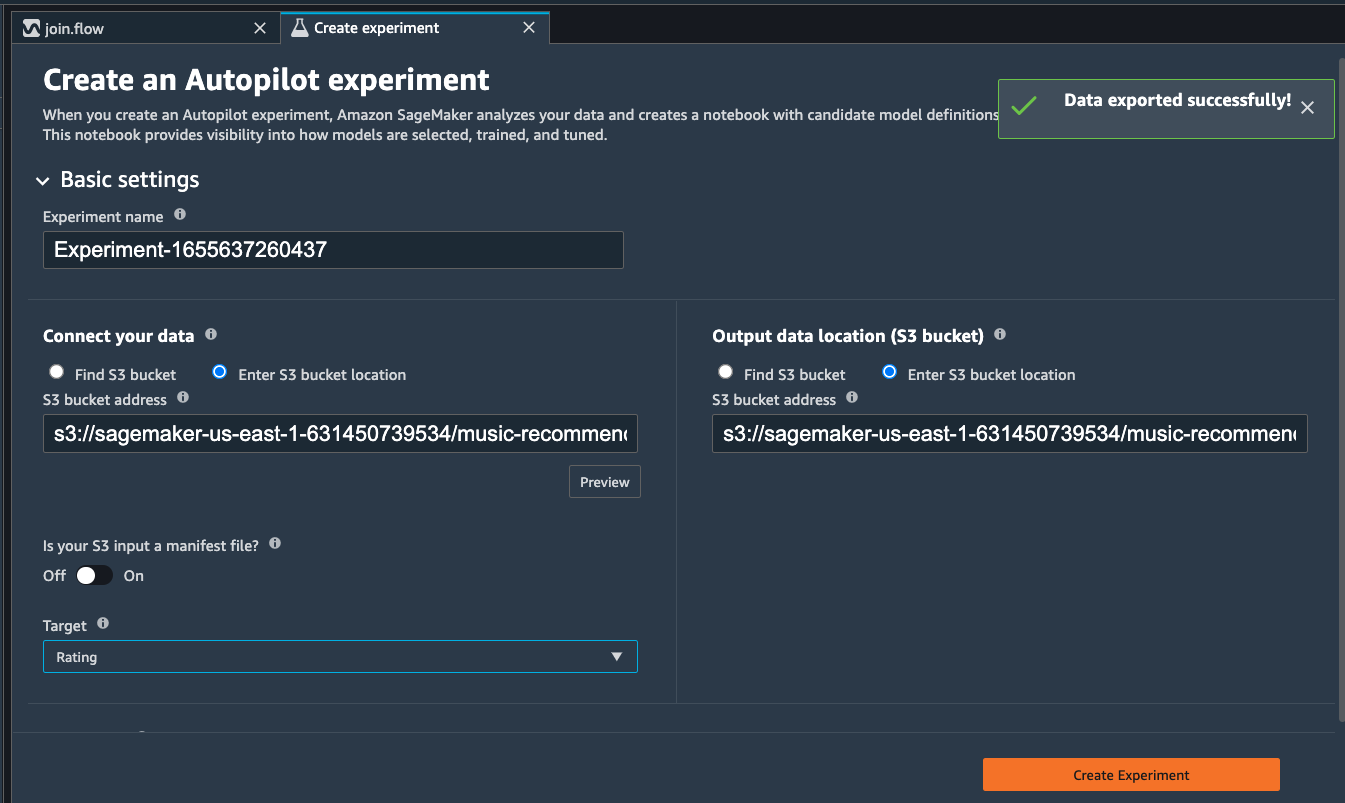 join.flow
Create experiment
Create an Autopilot experiment
When you create an Autopilot experiment, Amazon SageMaker analyzes your data and creates a notebook with candidate model definitions
This notebook provides visibility into how models are selected, trained, and tuned.
Data exported successfully!
Basic settings
Experiment name
Experiment-1655637260437
Connect your data
Find S3 bucket
Enter S3 bucket location
S3 bucket address
s3://sagemaker-us-east-1-631450739534/music-recommend
Preview
Is your S3 input a manifest file?
Off
On
Target
Rating
Output data location (S3 bucket)
Find S3 bucket
Enter S3 bucket location
S3 bucket address
s3://sagemaker-us-east-1-631450739534/music-recommend
Create Experiment